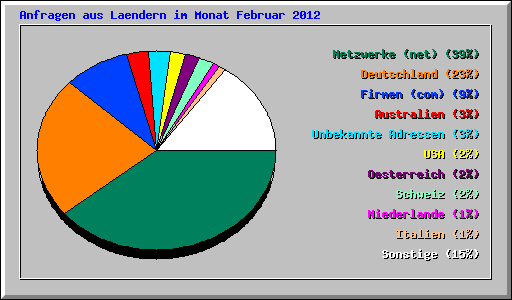 Anfragen aus Laendern im Monat Februar 2012
Netzwerke (net) (39%)
Deutschland (23%)
Firmen (com) (9%)
Australien (3%)
Unbekannte Adressen (3%)
USA (2%)
Oesterreich (2%)
Schweiz (2%)
Niederlande (1%)
Italien (1%)
Sonstige (15%)